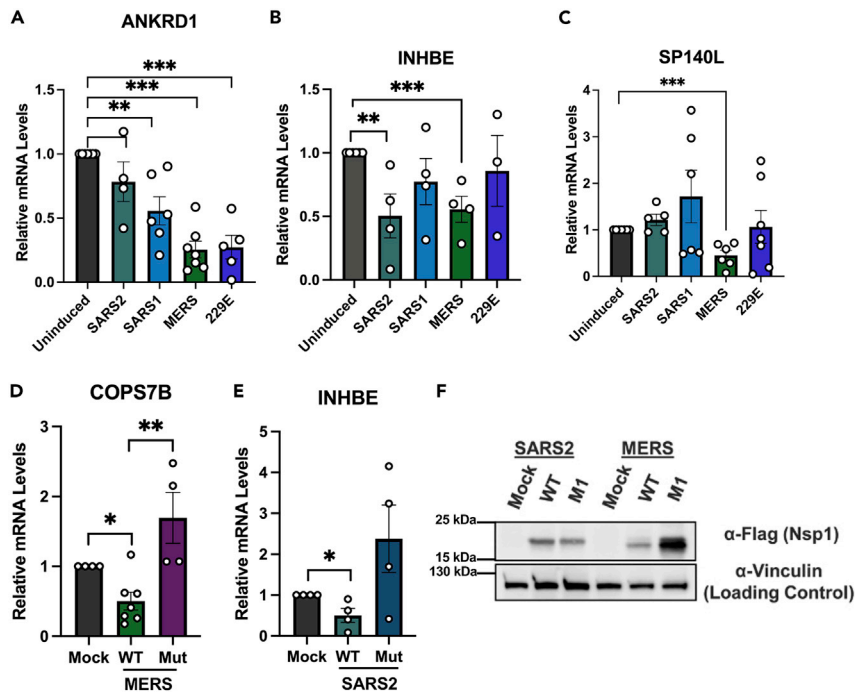 A
ANKRD1
Relative mRNA Levels
1.5
1.0
0.5
0.0
***
***
**
Uninduced
SARS2
SARS1
MERS
229E
B
INHBE
Relative mRNA Levels
1.5
1.0
0.5
0.0
***
**
Uninduced
SARS2
SARS1
MERS
229E
C
SP140L
Relative mRNA Levels
4
3
2
1
0
***
Uninduced
SARS2
SARS1
MERS
229E
D
COPS7B
Relative mRNA Levels
3
2
1
0
**
*
Mock WT Mut
MERS
E
INHBE
Relative mRNA Levels
5
4
3
2
1
0
*
Mock WT Mut
SARS2
F
SARS2 MERS
Mock WT M1 Mock WT M1
25 kDa
15 kDa
130 kDa
α-Flag (Nsp1)
α-Vinculin
(Loading Control)